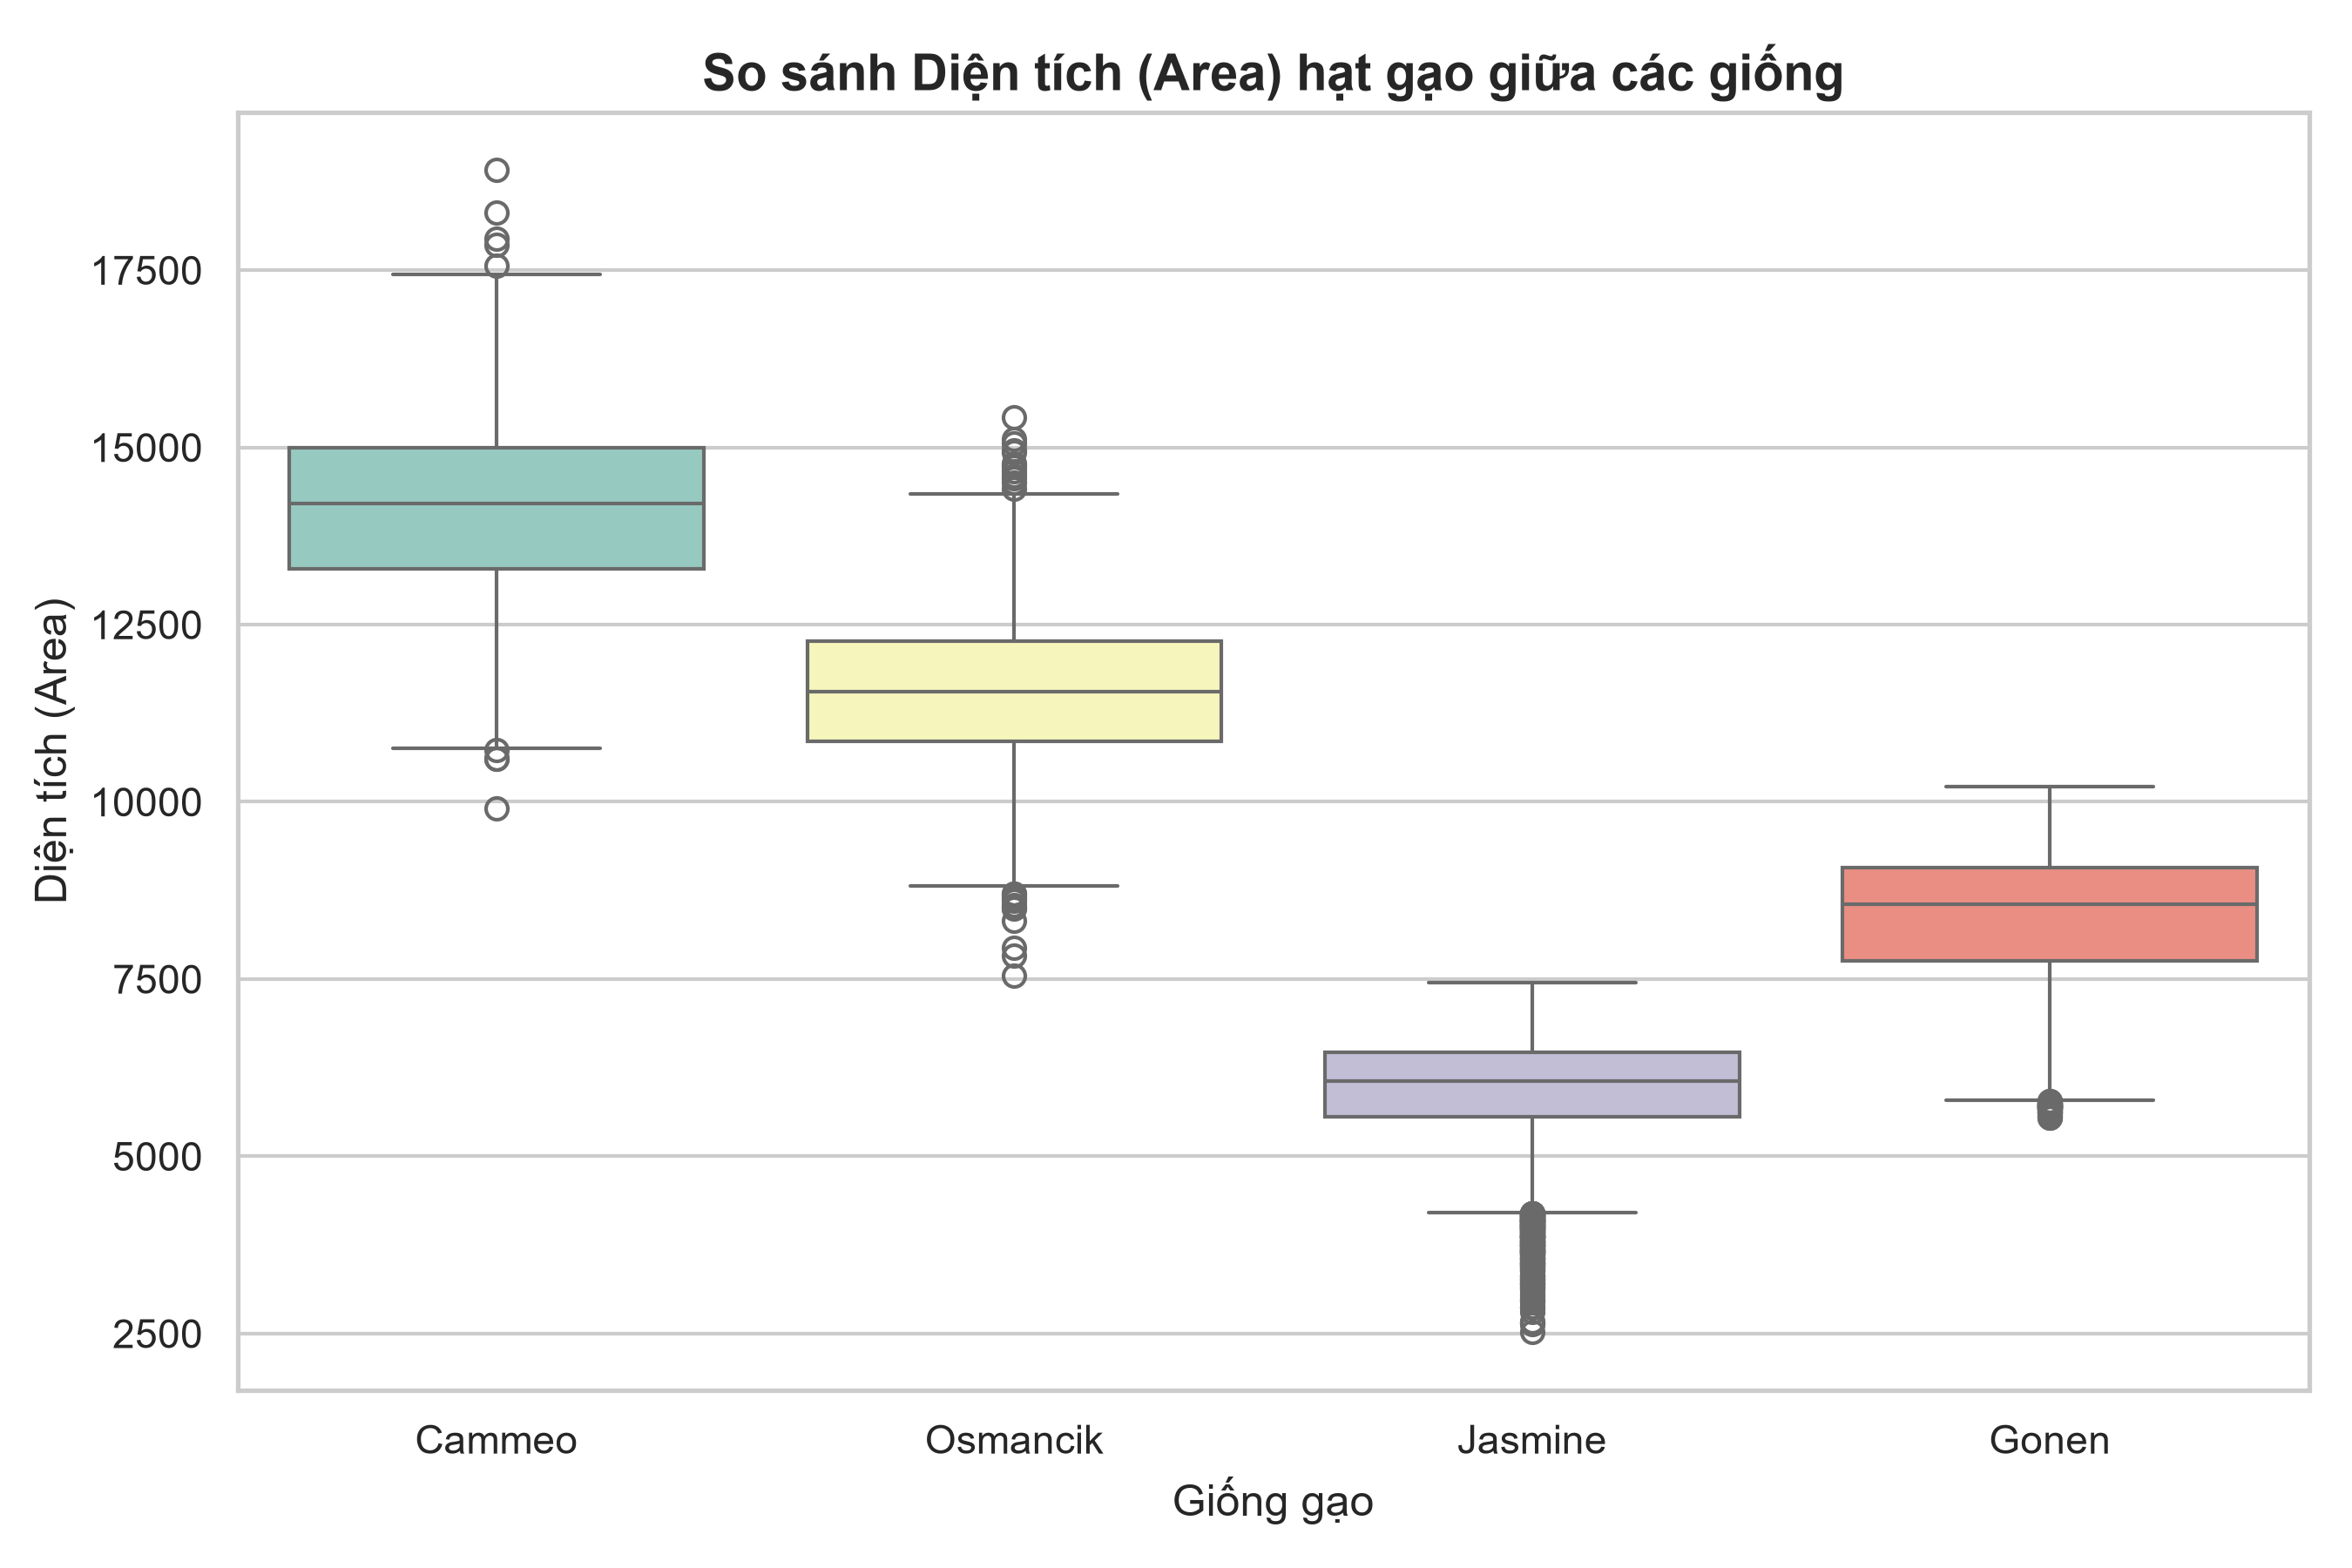 So sánh Diện tích (Area) hạt gạo giữa các giống
Diện tích (Area)
17500
15000
12500
10000
7500
5000
2500
Cammeo
Osmancik
Jasmine
Gonen
Giống gạo